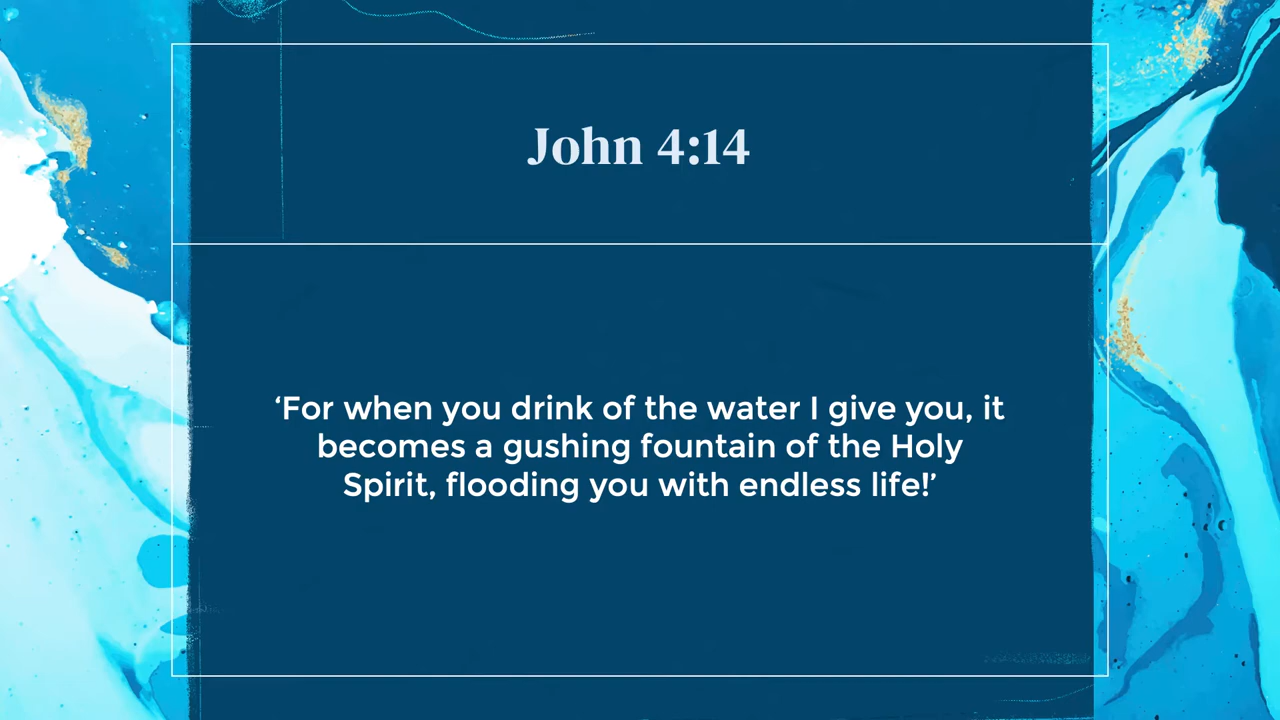 John 4:14
‘For when you drink of the water I give you, it
becomes a gushing fountain of the Holy
Spirit, flooding you with endless life!’